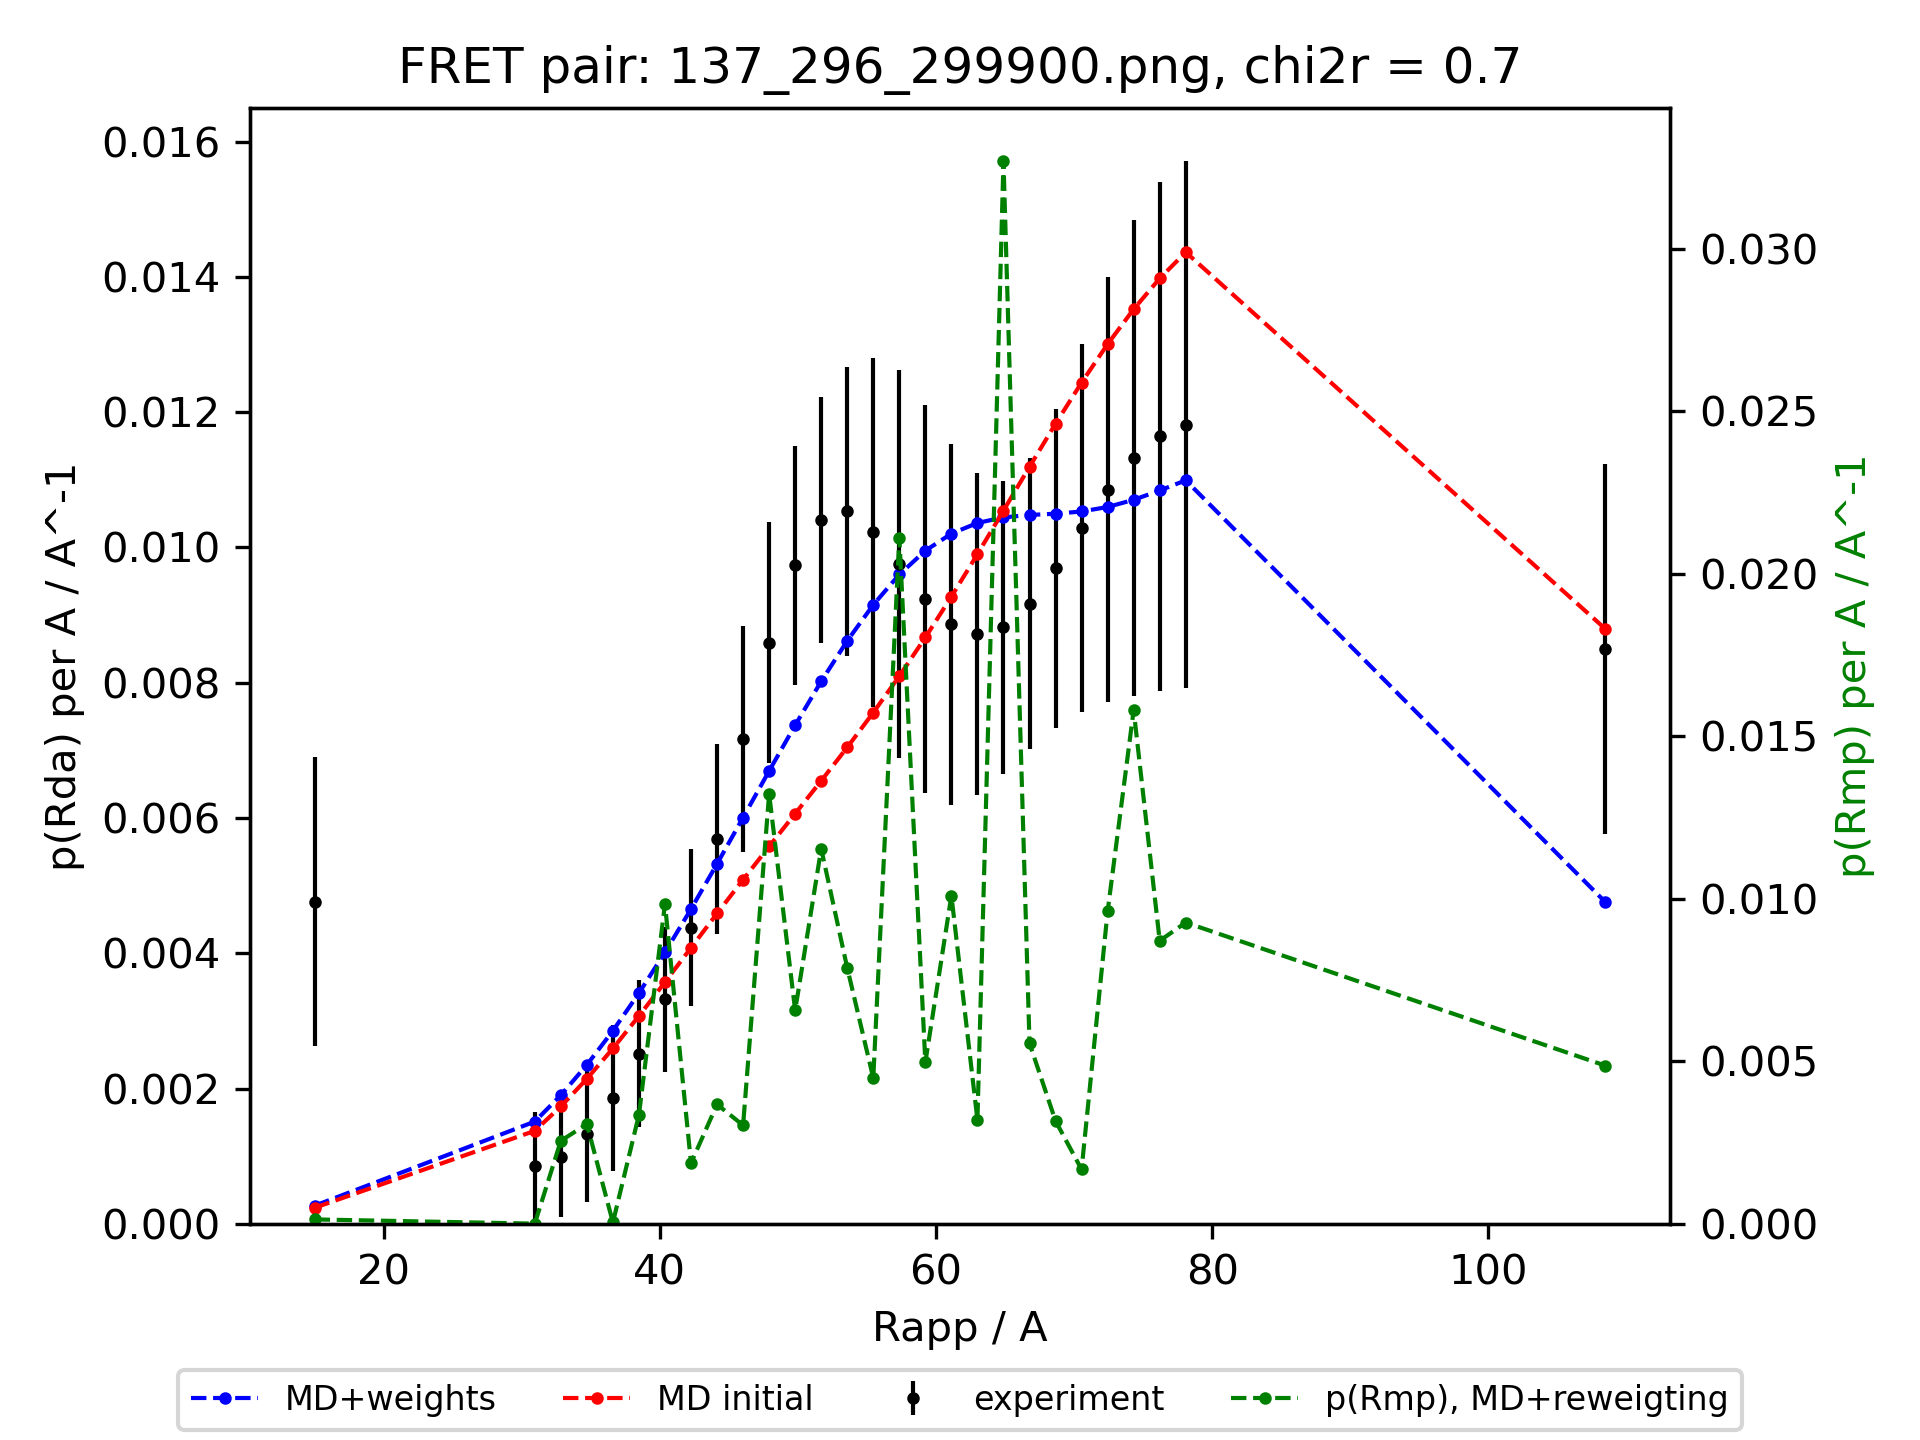 FRET pair: 137_296_299900.png, chi2r = 0.7
0.016
0.014
0.012
0.010
0.008
0.006
0.004
0.002
0.000
p(Rda) per A / A^-1
0.030
0.025
0.020
0.015
0.010
0.005
0.000
p(Rmp) per A / A^-1
20 40 60 80 100
Rapp / A
MD+weights MD initial experiment p(Rmp), MD+reweigting